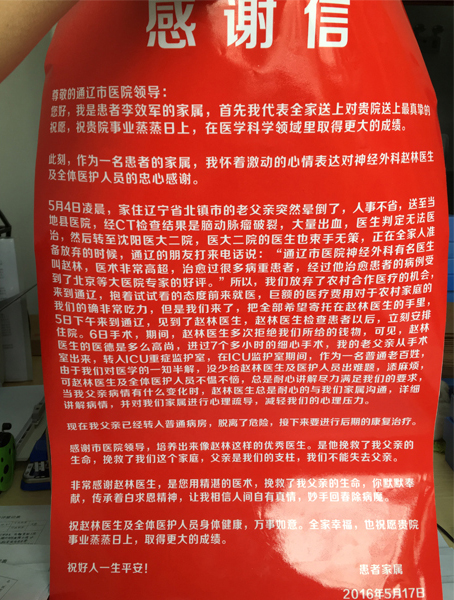 感谢信
尊敬的通辽市医院领导：
您好，我是患者李效军的家属，首先我代表全家送上对贵院送上最真挚的
祝愿，祝贵院事业蒸蒸日上，在医学科学领域里取得更大的成绩。
此刻，作为一名患者的家属，我怀着激动的心情表达对神经外科赵林医生
及全体医护人员的忠心感谢。
5月4日凌晨，家住辽宁省北镇市的老父亲突然晕倒了，人事不省，送至当
地县医院，经CT检查结果是脑动脉瘤破裂，大量出血，医生判定无法医
治，然后转至沈阳医大二院，医大二院的医生也束手无策，正在全家人准
备放弃的时候，通辽的朋友打来电话说：“通辽市医院神经外科有名医生
叫赵林，医术非常高超，治愈过很多病重患者，经过他治愈患者的病例受
到了北京等大医院专家的好评。”所以，我们放弃了农村合作医疗的机会，
来到通辽，抱着试试看的态度前来就医，巨额的医疗费用对于农村家庭的
我们的确非常吃力，但是我们来了，把全部希望寄托在赵林医生的手里，
5日下午来到通辽，见到了赵林医生，赵林医生检查患者以后，立刻安排
住院。6日手术，期间，赵林医生多次拒绝我们所给的钱物，可见，赵林
医生的医德是多么高尚，进过了7个多小时的细心手术，我的老父亲从手术
室出来，转入ICU重症监护室，在ICU监护室期间，作为一名普通老百姓，
由于我们对医学的一知半解，没少给赵林医生及医护人员出难题，添麻烦，
可赵林医生及全体医护人员不愠不恼，总是耐心讲解尽力满足我们的要求，
当我父亲病情有什么变化时，赵林医生总是耐心的与我们家属沟通，详细
讲解病情，并对我们家属进行心理疏导，减轻我们的心理压力。
现在我父亲已经转入普通病房，脱离了危险，接下来要进行后期的康复治疗。
感谢市医院领导，培养出来像赵林这样的优秀医生。是他挽救了我父亲的
生命，挽救了我们这个家庭，父亲是我们的支柱，我们不能失去父亲。
非常感谢赵林医生，是您用精湛的医术，挽救了我父亲的生命，你默默奉
献，传承着白求恩精神，让我相信人间自有真情，妙手回春除病魔。
祝赵林医生及全体医护人员身体健康，万事如意。全家幸福，也祝愿贵院
事业蒸蒸日上，取得更大的成绩。
祝好人一生平安！
患者家属
2016年5月17日